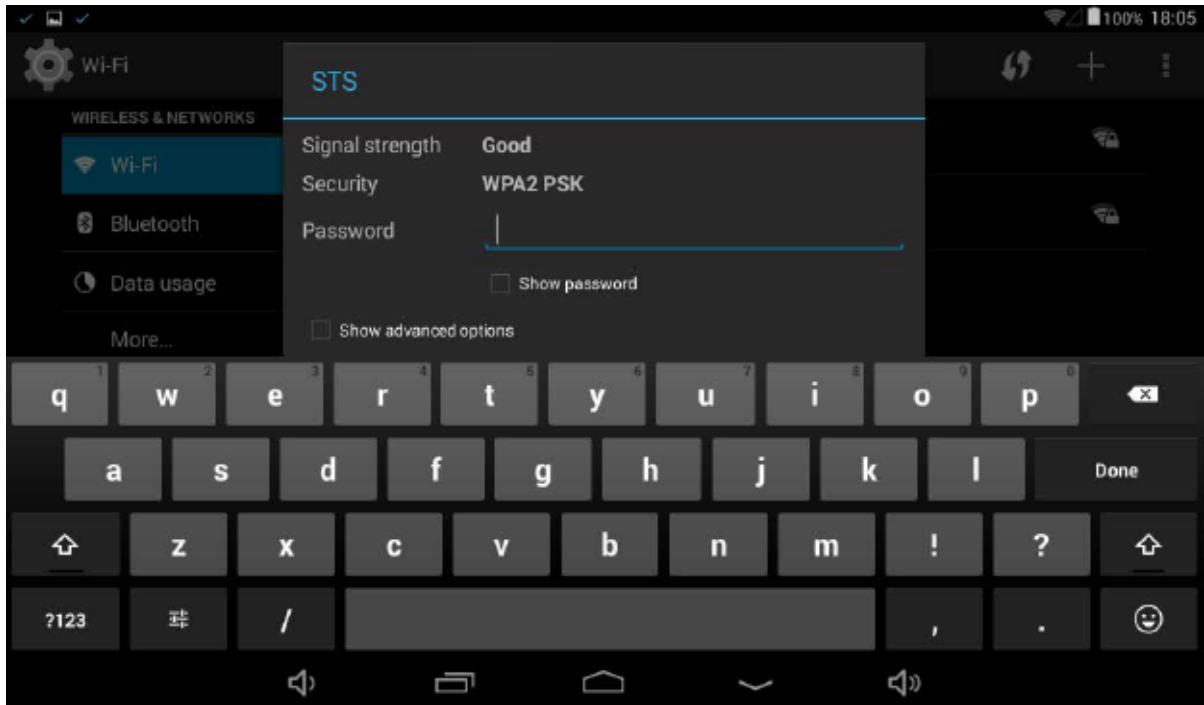 100% 18:05
Wi-Fi
STS
WIRELESS & NETWORKS
Signal strength Good
Wi-Fi
Security WPA2 PSK
Bluetooth
Password
Data usage
Show password
More...
Show advanced options
1 2 3 4 5 6 7 8 9 0
q w e r t y u i o p
a s d f g h j k l Done
z x c v b n m ! ?
?123 / , .